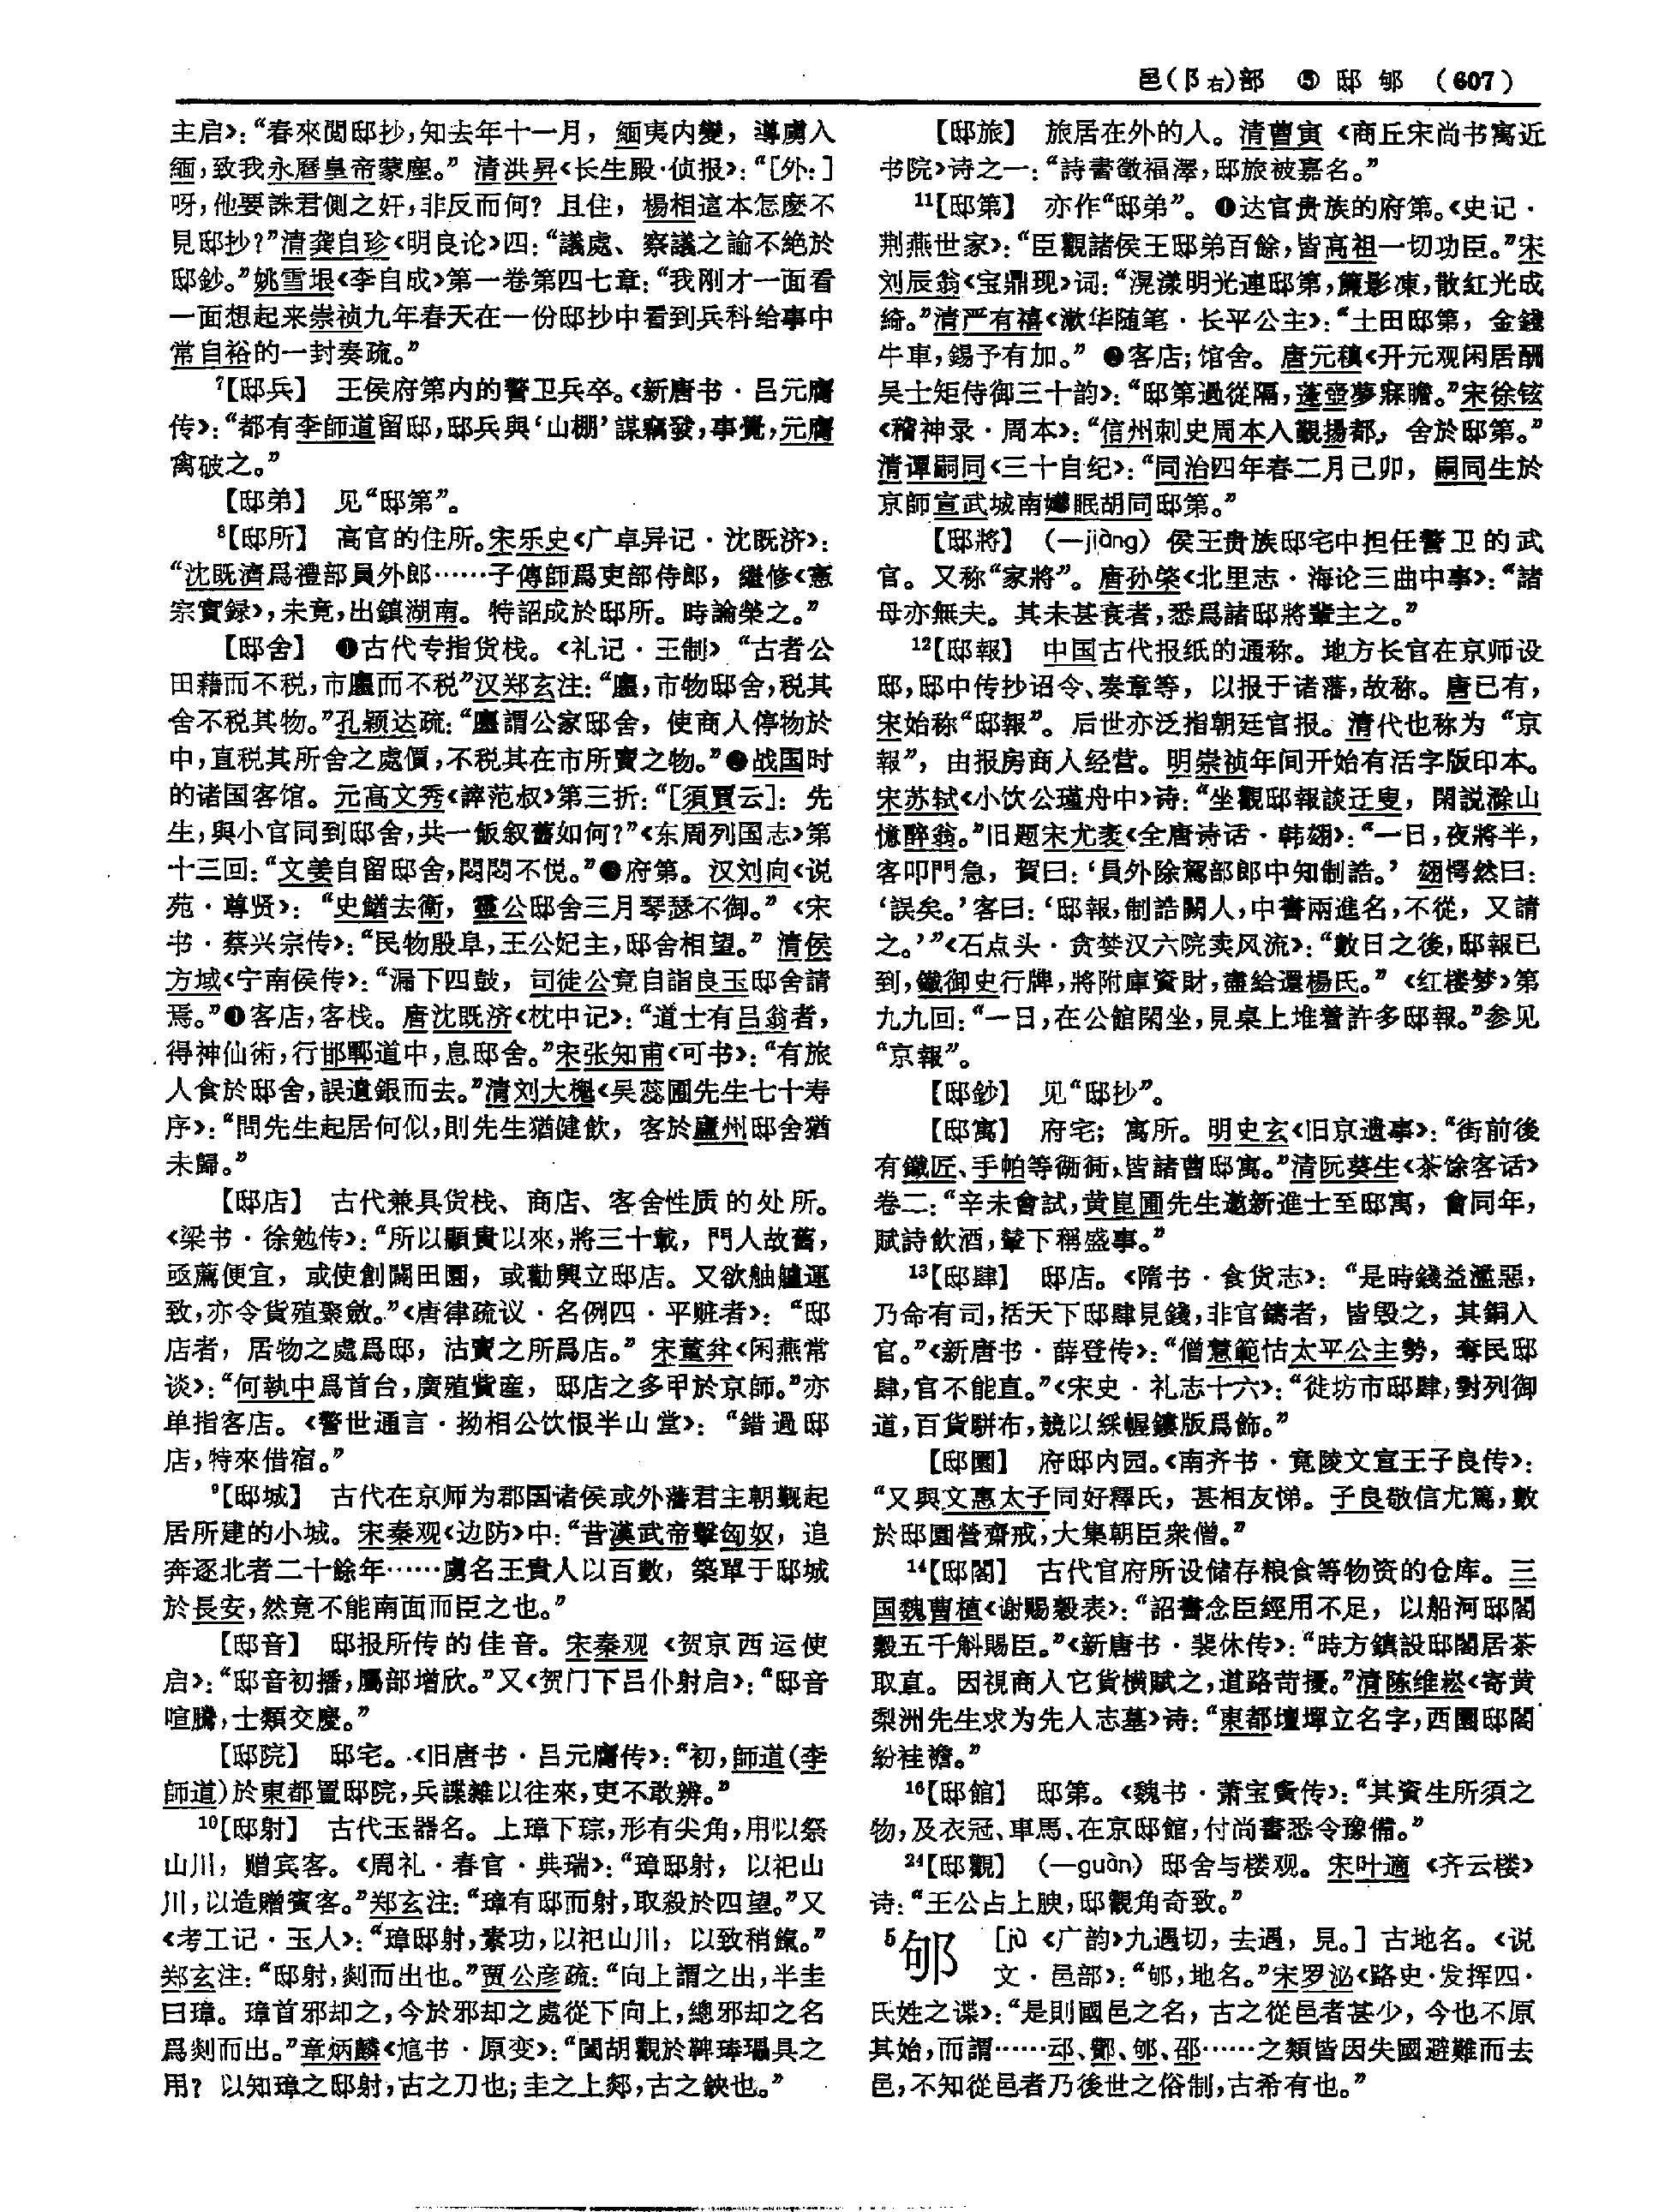 邑(阝右)部 ⑤ 邸 䢹 (607)
主启》：“春來閲邸抄，知去年十一月，緬夷内變，導虜入
緬，致我永曆皇帝蒙塵。”清洪昇《长生殿·侦报》：“[外：]
呀，他要誅君側之奸，非反而何？且住，楊相這本怎麽不
見邸抄？”清龚自珍《明良论》四：“議處、察議之諭不絶於
邸鈔。”姚雪垠《李自成》第一卷第四七章：“我刚才一面看
一面想起来崇祯九年春天在一份邸抄中看到兵科给事中
常自裕的一封奏疏。”
⁷【邸兵】 王侯府第内的警卫兵卒。《新唐书·吕元膺
传》：“都有李師道留邸，邸兵與‘山棚’謀竊發，事覺，元膺
禽破之。”
【邸弟】 见“邸第”。
⁸【邸所】 高官的住所。宋乐史《广卓异记·沈既济》：
“沈既濟爲禮部員外郎……子傳師爲吏部侍郎，繼修《憲
宗實録》，未竟，出鎮湖南。特詔成於邸所。時論榮之。”
【邸舍】 ❶古代专指货栈。《礼记·王制》“古者公
田藉而不税，市廛而不税”汉郑玄注：“廛，市物邸舍，税其
舍不税其物。”孔颖达疏：“廛謂公家邸舍，使商人停物於
中，直税其所舍之處價，不税其在市所賣之物。”❷战国时
的诸国客馆。元高文秀《谇范叔》第三折：“[須賈云]：先
生，與小官同到邸舍，共一飯叙舊如何？”《东周列国志》第
十三回：“文姜自留邸舍，悶悶不悦。”❸府第。汉刘向《说
苑·尊贤》：“史鰌去衛，靈公邸舍三月琴瑟不御。”《宋
书·蔡兴宗传》：“民物殷阜，王公妃主，邸舍相望。”清侯
方域《宁南侯传》：“漏下四鼓，司徒公竟自詣良玉邸舍請
焉。”❹客店，客栈。唐沈既济《枕中记》：“道士有吕翁者，
得神仙術，行邯鄲道中，息邸舍。”宋张知甫《可书》：“有旅
人食於邸舍，誤遺銀而去。”清刘大櫆《吴蕊圃先生七十寿
序》：“問先生起居何似，則先生猶健飲，客於廬州邸舍猶
未歸。”
【邸店】 古代兼具货栈、商店、客舍性质的处所。
《梁书·徐勉传》：“所以顯貴以來，將三十載，門人故舊，
亟薦便宜，或使創闢田園，或勸興立邸店。又欲舳艫運
致，亦令貨殖聚斂。”《唐律疏议·名例四·平赃者》：“邸
店者，居物之處爲邸，沽賣之所爲店。”宋董弅《闲燕常
谈》：“何執中爲首台，廣殖貲産，邸店之多甲於京師。”亦
单指客店。《警世通言·拗相公饮恨半山堂》：“錯過邸
店，特來借宿。”
⁹【邸城】 古代在京师为郡国诸侯或外藩君主朝觐起
居所建的小城。宋秦观《边防》中：“昔漢武帝擊匈奴，追
奔逐北者二十餘年……虜名王貴人以百數，築單于邸城
於長安，然竟不能南面而臣之也。”
【邸音】 邸报所传的佳音。宋秦观《贺京西运使
启》：“邸音初播，屬部增欣。”又《贺门下吕仆射启》：“邸音
喧騰，士類交慶。”
【邸院】 邸宅。《旧唐书·吕元膺传》：“初，師道(李
師道)於東都置邸院，兵諜雜以往來，吏不敢辨。”
¹⁰【邸射】 古代玉器名。上璋下琮，形有尖角，用以祭
山川，赠宾客。《周礼·春官·典瑞》：“璋邸射，以祀山
川，以造贈賓客。”郑玄注：“璋有邸而射，取殺於四望。”又
《考工记·玉人》：“璋邸射，素功，以祀山川，以致稍餼。”
郑玄注：“邸射，剡而出也。”贾公彦疏：“向上謂之出，半圭
曰璋。璋首邪却之，今於邪却之處從下向上，總邪却之名
爲剡而出。”章炳麟《訄书·原变》：“闓胡觀於鞞琫瑥具之
用？以知璋之邸射，古之刀也；圭之上剡，古之鋏也。”
【邸旅】 旅居在外的人。清曹寅《商丘宋尚书寓近
书院》诗之一：“詩書徵福澤，邸旅被嘉名。”
¹¹【邸第】 亦作“邸弟”。❶达官贵族的府第。《史记·
荆燕世家》：“臣觀諸侯王邸弟百餘，皆高祖一切功臣。”宋
刘辰翁《宝鼎现》词：“滉漾明光連邸第，簾影凍，散紅光成
綺。”清严有禧《漱华随笔·长平公主》：“土田邸第，金錢
牛車，錫予有加。”❷客店；馆舍。唐元稹《开元观闲居酬
吴士矩侍御三十韵》：“邸第過從隔，蓬壺夢寐瞻。”宋徐铉
《稽神录·周本》：“信州刺史周本入覲揚都，舍於邸第。”
清谭嗣同《三十自纪》：“同治四年春二月己卯，嗣同生於
京師宣武城南嬾眠胡同邸第。”
【邸將】 （—jiàng）侯王贵族邸宅中担任警卫的武
官。又称“家將”。唐孙棨《北里志·海论三曲中事》：“諸
母亦無夫。其未甚衰者，悉爲諸邸將輩主之。”
¹²【邸報】 中国古代报纸的通称。地方长官在京师设
邸，邸中传抄诏令、奏章等，以报于诸藩，故称。唐已有，
宋始称“邸報”。后世亦泛指朝廷官报。清代也称为“京
報”，由报房商人经营。明崇祯年间开始有活字版印本。
宋苏轼《小饮公瑾舟中》诗：“坐觀邸報談迂叟，閑説滁山
憶醉翁。”旧题宋尤袤《全唐诗话·韩翃》：“一日，夜將半，
客叩門急，賀曰：‘員外除駕部郎中知制誥。’翃愕然曰：
‘誤矣。’客曰：‘邸報，制誥闕人，中書兩進名，不從，又請
之。’”《石点头·贪婪汉六院卖风流》：“數日之後，邸報已
到，鐵御史行牌，將附庫資財，盡給還楊氏。”《红楼梦》第
九九回：“一日，在公館閑坐，見桌上堆着許多邸報。”参见
“京報”。
【邸鈔】 见“邸抄”。
【邸寓】 府宅；寓所。明史玄《旧京遗事》：“街前後
有鐵匠、手帕等衚衕，皆諸曹邸寓。”清阮葵生《茶馀客话》
卷二：“辛未會試，黄崑圃先生邀新進士至邸寓，會同年，
賦詩飲酒，輦下稱盛事。”
¹³【邸肆】 邸店。《隋书·食货志》：“是時錢益濫惡，
乃命有司，括天下邸肆見錢，非官鑄者，皆毁之，其銅入
官。”《新唐书·薛登传》：“僧慧範怙太平公主勢，奪民邸
肆，官不能直。”《宋史·礼志十六》：“徙坊市邸肆，對列御
道，百貨駢布，競以綵幄鏤版爲飾。”
【邸園】 府邸内园。《南齐书·竟陵文宣王子良传》：
“又與文惠太子同好釋氏，甚相友悌。子良敬信尤篤，數
於邸園營齋戒，大集朝臣衆僧。”
¹⁴【邸閣】 古代官府所设储存粮食等物资的仓库。三
国魏曹植《谢赐榖表》：“詔書念臣經用不足，以船河邸閣
穀五千斛賜臣。”《新唐书·裴休传》：“時方鎮設邸閣居茶
取直。因視商人它貨横賦之，道路苛擾。”清陈维崧《寄黄
梨洲先生求为先人志墓》诗：“東都壇墠立名字，西園邸閣
紛袿襜。”
¹⁶【邸館】 邸第。《魏书·萧宝夤传》：“其資生所須之
物，及衣冠、車馬、在京邸館，付尚書悉令豫備。”
²⁴【邸觀】 （—guàn）邸舍与楼观。宋叶適《齐云楼》
诗：“王公占上腴，邸觀角奇致。”
⁵䢹 [jù《广韵》九遇切，去遇，見。]古地名。《说
文·邑部》：“䢹，地名。”宋罗泌《路史·发挥四·
氏姓之谍》：“是則國邑之名，古之從邑者甚少，今也不原
其始，而謂……邳、鄭、䢹、邵……之類皆因失國避難而去
邑，不知從邑者乃後世之俗制，古希有也。”